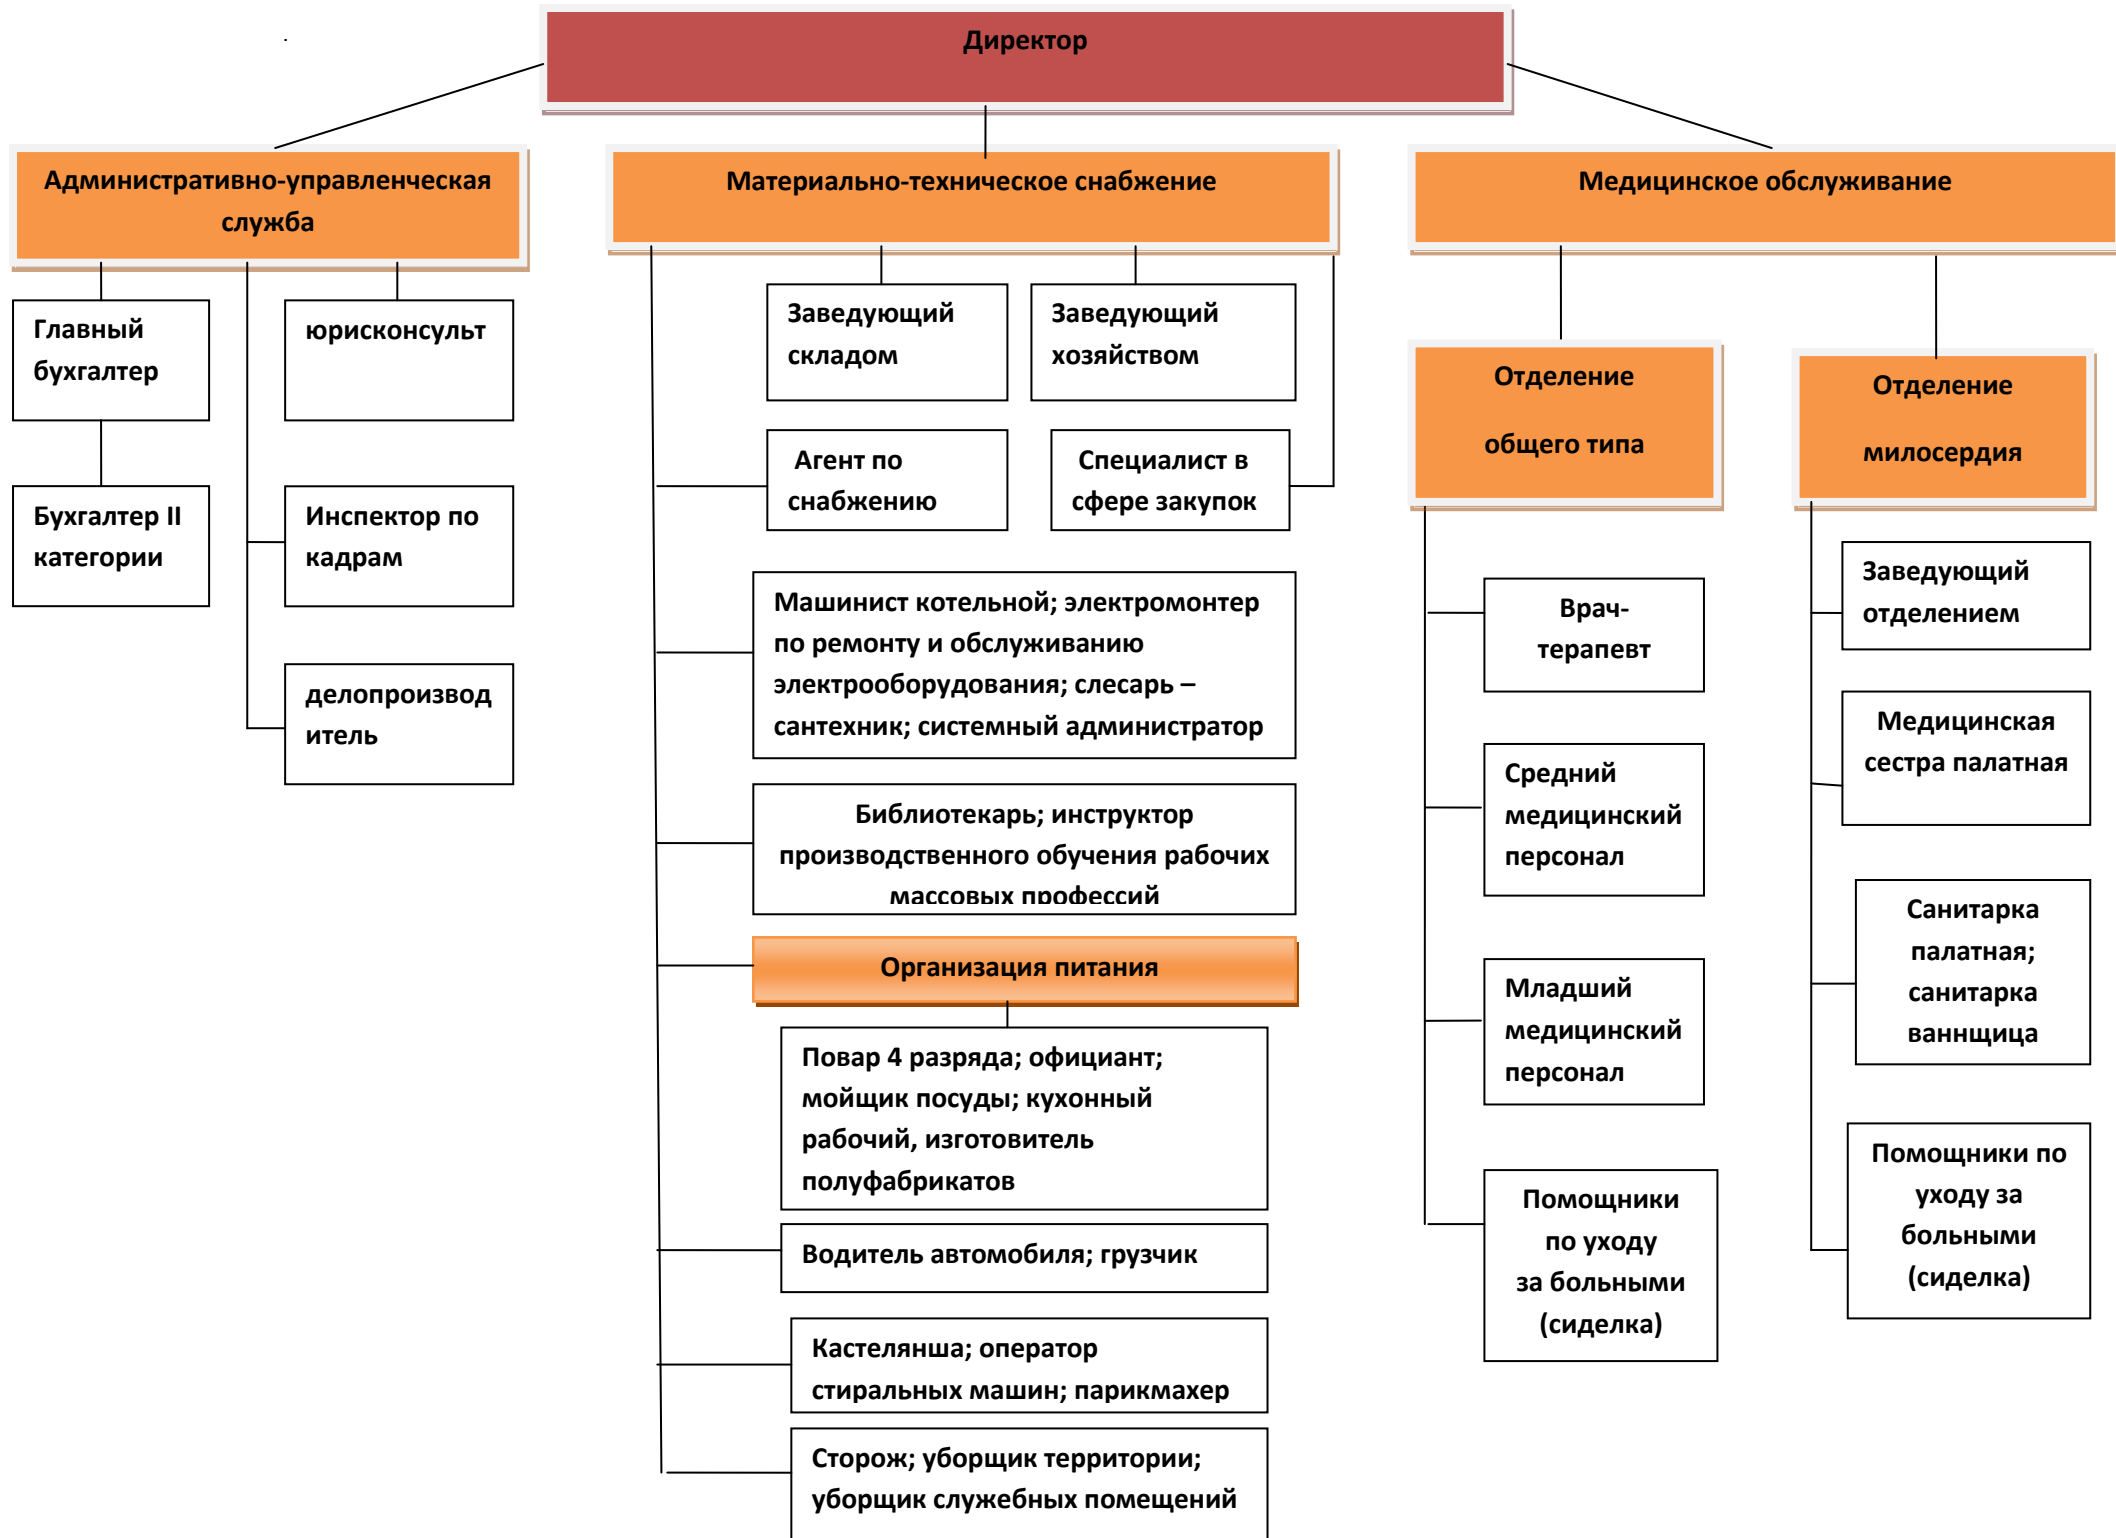 Директор
Административно-управленческая
служба
Материально-техническое снабжение
Медицинское обслуживание
Главный
бухгалтер
юрисконсульт
Бухгалтер II
категории
Инспектор по
кадрам
делопроизвод
итель
Заведующий
складом
Заведующий
хозяйством
Агент по
снабжению
Специалист в
сфере закупок
Машинист котельной; электромонтер
по ремонту и обслуживанию
электрооборудования; слесарь –
сантехник; системный администратор
Библиотекарь; инструктор
производственного обучения рабочих
массовых профессий
Организация питания
Повар 4 разряда; официант;
мойщик посуды; кухонный
рабочий, изготовитель
полуфабрикатов
Водитель автомобиля; грузчик
Кастелянша; оператор
стиральных машин; парикмахер
Сторож; уборщик территории;
уборщик служебных помещений
Отделение
общего типа
Врач-
терапевт
Средний
медицинский
персонал
Младший
медицинский
персонал
Помощники
по уходу
за больными
(сиделка)
Отделение
милосердия
Заведующий
отделением
Медицинская
сестра палатная
Санитарка
палатная;
санитарка
ваннщица
Помощники по
уходу за
больными
(сиделка)